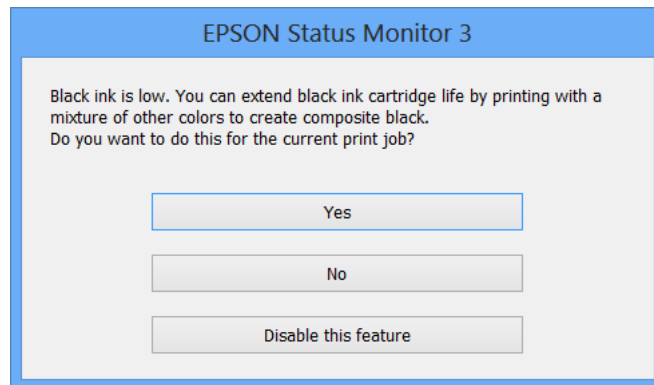 EPSON Status Monitor 3
Black ink is low. You can extend black ink cartridge life by printing with a
mixture of other colors to create composite black.
Do you want to do this for the current print job?
Yes
No
Disable this feature